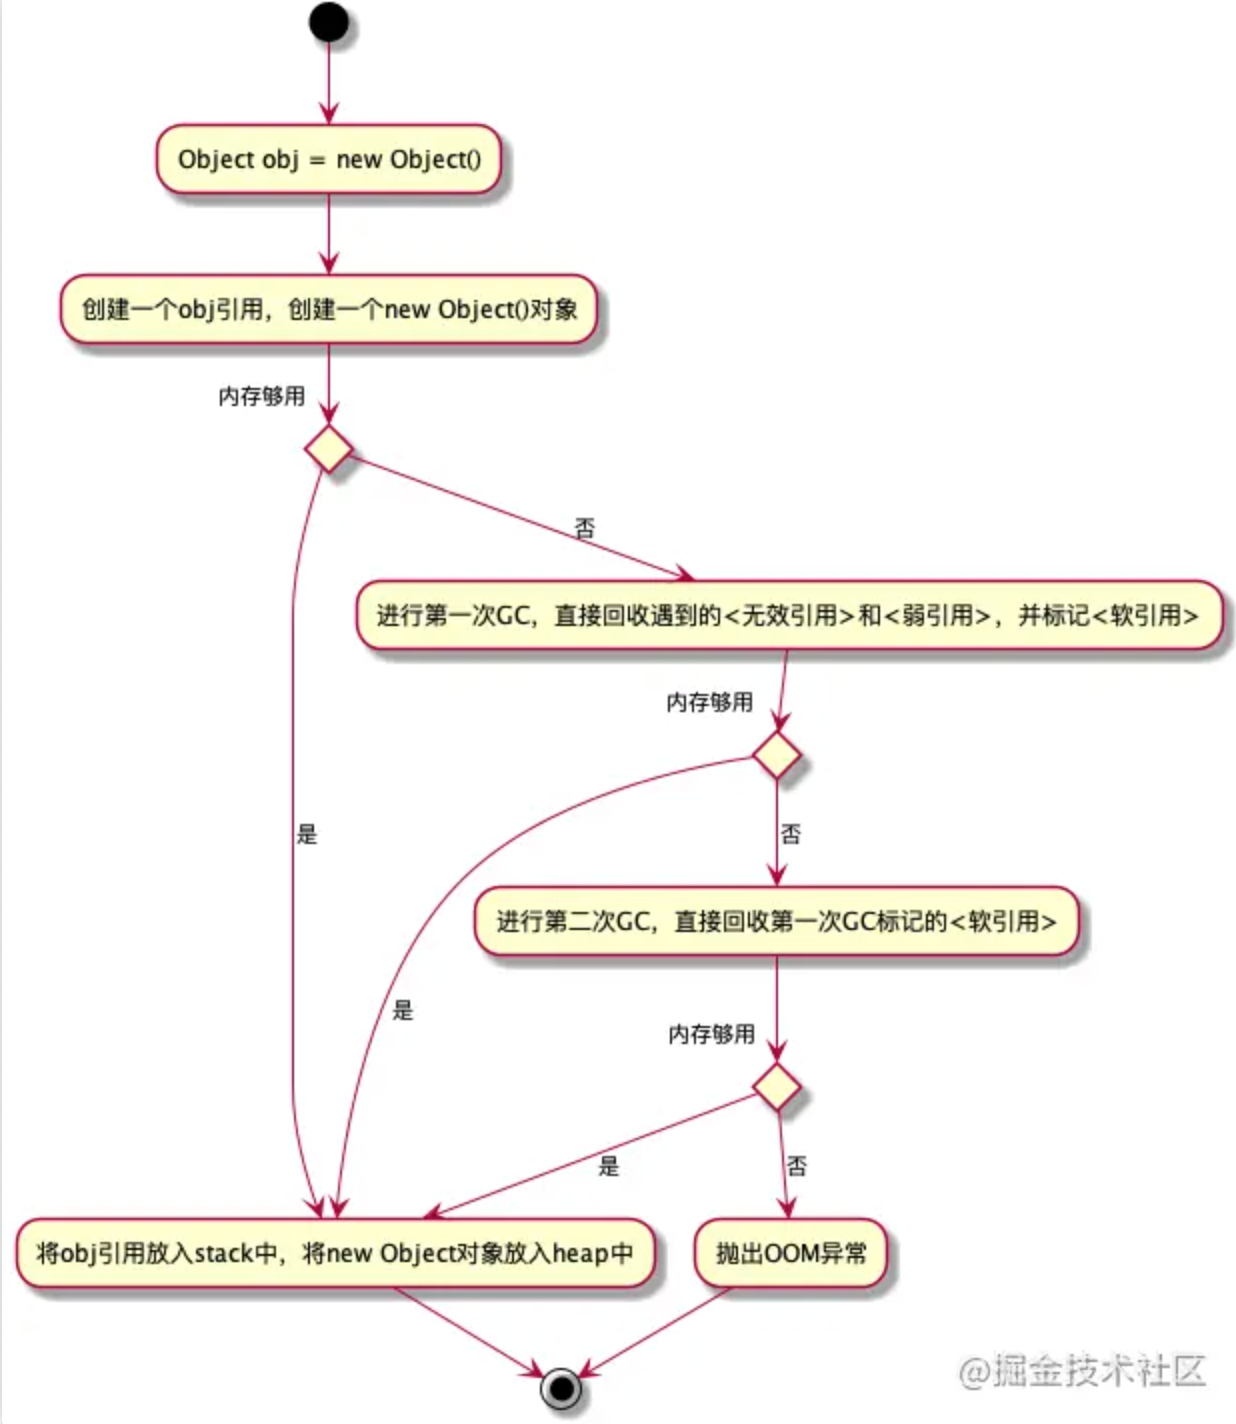 Object obj = new Object()
创建一个obj引用，创建一个new Object()对象
内存够用
否
进行第一次GC，直接回收遇到的<无效引用>和<弱引用>，并标记<软引用>
内存够用
是
否
进行第二次GC，直接回收第一次GC标记的<软引用>
是
内存够用
是
否
将obj引用放入stack中，将new Object对象放入heap中
抛出OOM异常
@掘金技术社区